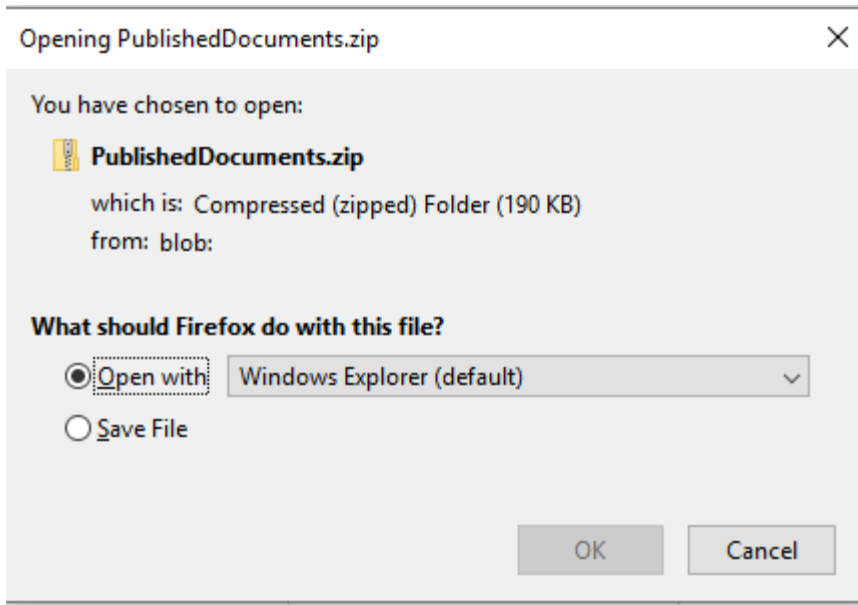 Opening PublishedDocuments.zip
You have chosen to open:
PublishedDocuments.zip
which is: Compressed (zipped) Folder (190 KB)
from: blob:
What should Firefox do with this file?
Open with Windows Explorer (default)
Save File
OK Cancel